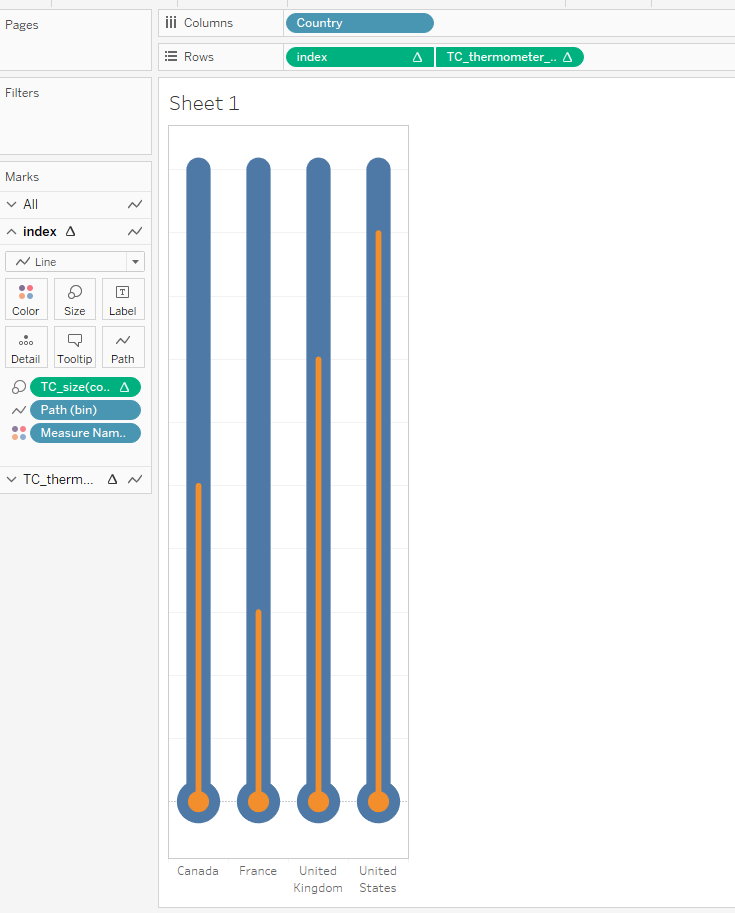 Pages
Columns
Country
Rows
index Δ
TC_thermometer_.. Δ
Filters
Sheet 1
Marks
All
index Δ
Line
Color
Size
T
Label
Detail
Tooltip
Path
TC_size(co.. Δ
Path (bin)
Measure Nam..
TC_therm... Δ
Canada
France
United
Kingdom
United
States